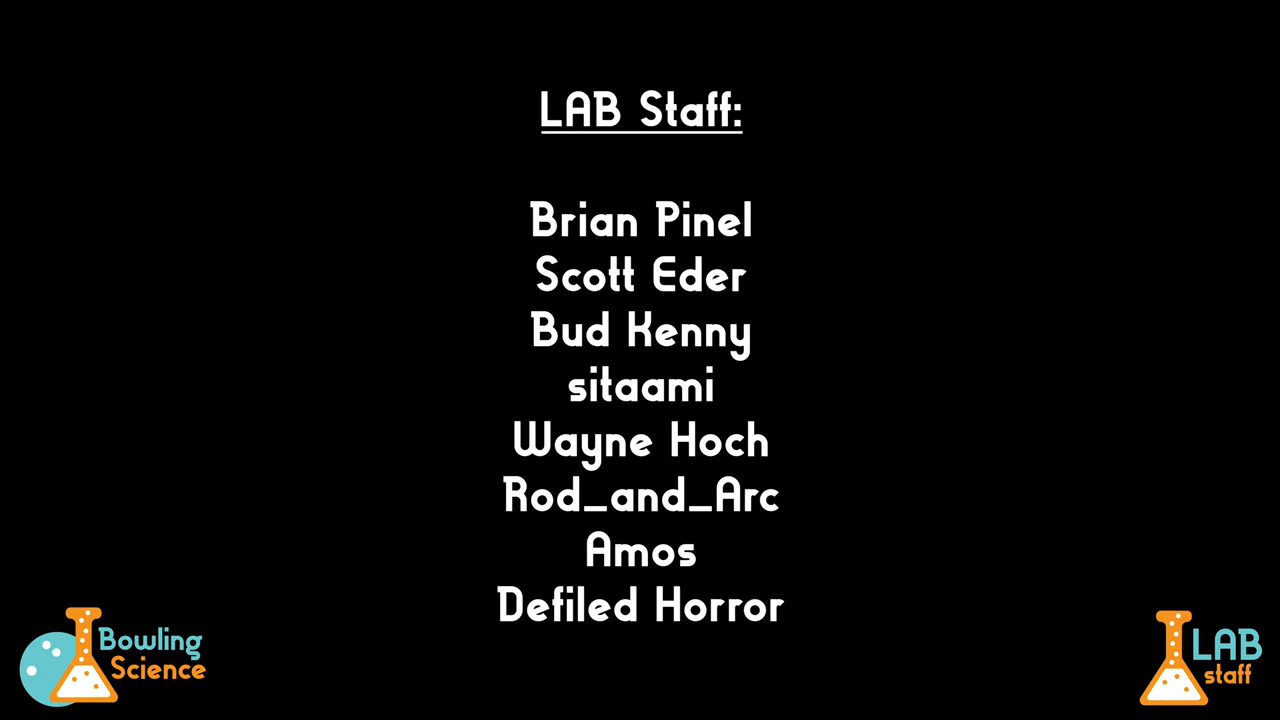 LAB Staff:
Brian Pinel
Scott Eder
Bud Kenny
sitaami
Wayne Hoch
Rod_and_Arc
Amos
Defiled Horror
Bowling
Science
LAB
staff